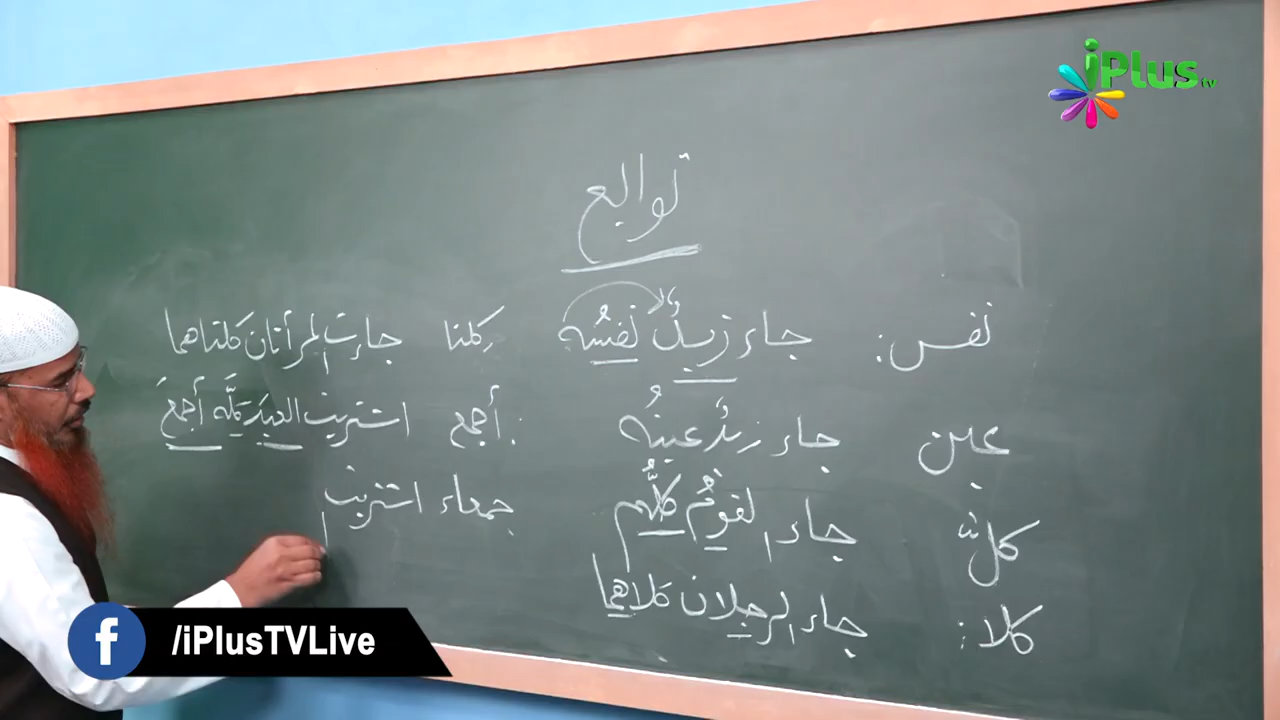 iPlus tv
توابع
نفس: جاء زيدٌ نفسُه
عين جاء زيدٌ عينُه
كلٌّ جاء القومُ كلُّهم
كلا: جاء الرجلان كلاهما
كِلتا جاءتِ المرأتان كلتاهما
أجمع: اشتريت العبدَ كلَّه أجمعَ
جمعاء اشتريت ا
/iPlusTVLive